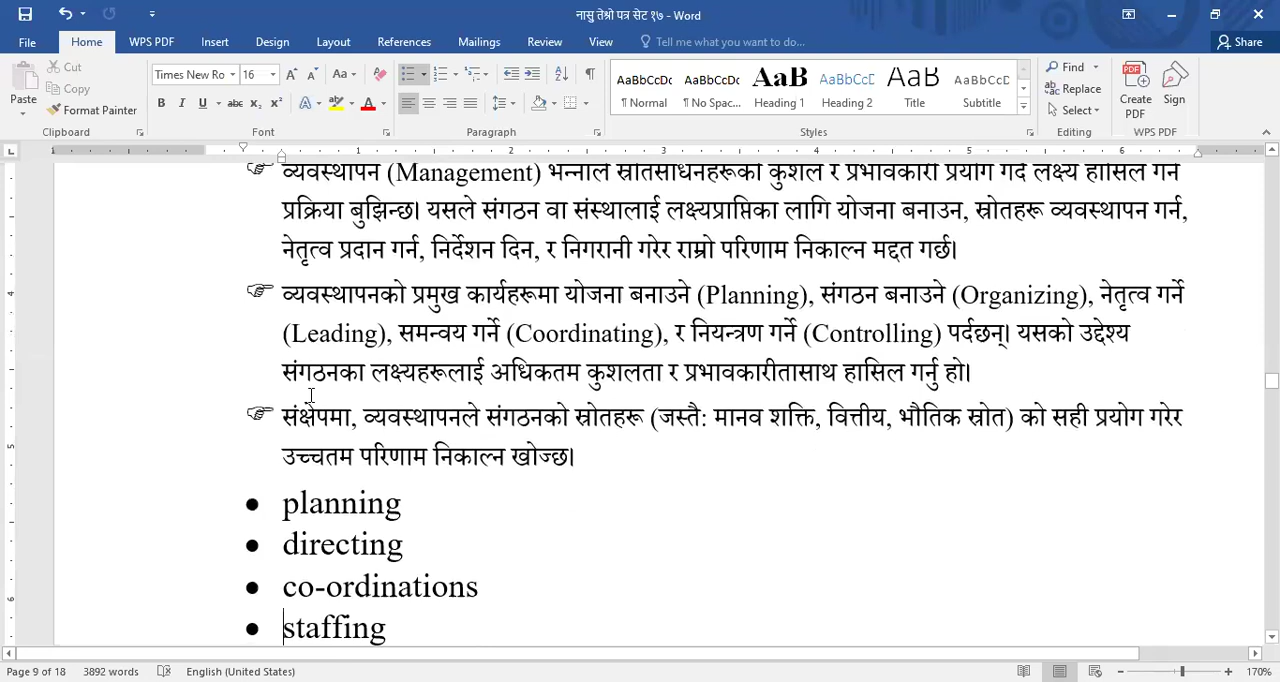 नासु तेश्रो पत्र सेट १७ - Word
File Home WPS PDF Insert Design Layout References Mailings Review View Tell me what you want to do... Share
Cut
Copy
Paste
Format Painter
Clipboard
Times New Ro 16
Font
Paragraph
AaBbCcDc AaBbCcDc AaB AaBbCcE AaB AaBbCcDc
¶ Normal ¶ No Spac... Heading 1 Heading 2 Title Subtitle
Styles
Find
Replace
Select
Editing
Create PDF
Sign
WPS PDF
व्यवस्थापन (Management) भन्नाले स्रोतसाधनहरूको कुशल र प्रभावकारी प्रयोग गर्दै लक्ष्य हासिल गर्ने
प्रक्रिया बुझिन्छ। यसले संगठन वा संस्थालाई लक्ष्यप्राप्तिका लागि योजना बनाउन, स्रोतहरू व्यवस्थापन गर्न,
नेतृत्व प्रदान गर्न, निर्देशन दिन, र निगरानी गरेर राम्रो परिणाम निकाल्न मद्दत गर्छ।
व्यवस्थापनको प्रमुख कार्यहरूमा योजना बनाउने (Planning), संगठन बनाउने (Organizing), नेतृत्व गर्ने
(Leading), समन्वय गर्ने (Coordinating), र नियन्त्रण गर्ने (Controlling) पर्दछन्। यसको उद्देश्य
संगठनका लक्ष्यहरूलाई अधिकतम कुशलता र प्रभावकारीतासाथ हासिल गर्नु हो।
संक्षेपमा, व्यवस्थापनले संगठनको स्रोतहरू (जस्तै: मानव शक्ति, वित्तीय, भौतिक स्रोत) को सही प्रयोग गरेर
उच्चतम परिणाम निकाल्न खोज्छ।
● planning
● directing
● co-ordinations
● staffing
Page 9 of 18 3892 words English (United States) 170%